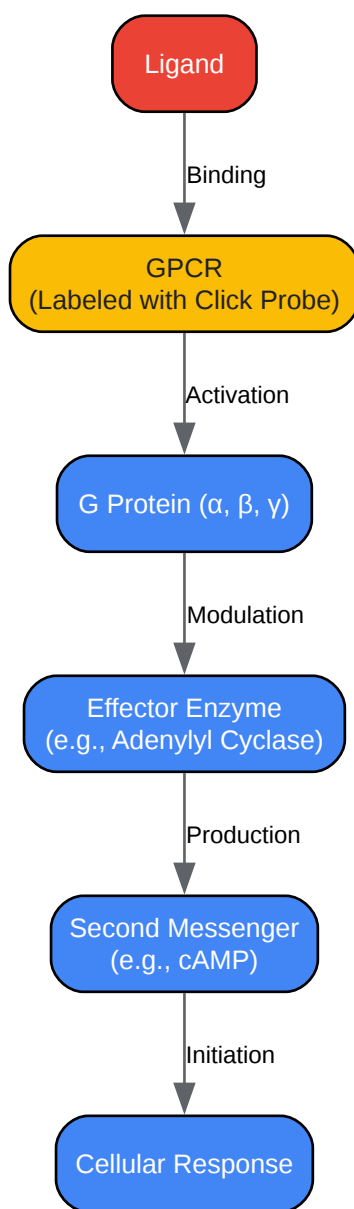 Ligand
Binding
GPCR
(Labeled with Click Probe)
Activation
G Protein (α, β, γ)
Modulation
Effector Enzyme
(e.g., Adenylyl Cyclase)
Production
Second Messenger
(e.g., cAMP)
Initiation
Cellular Response